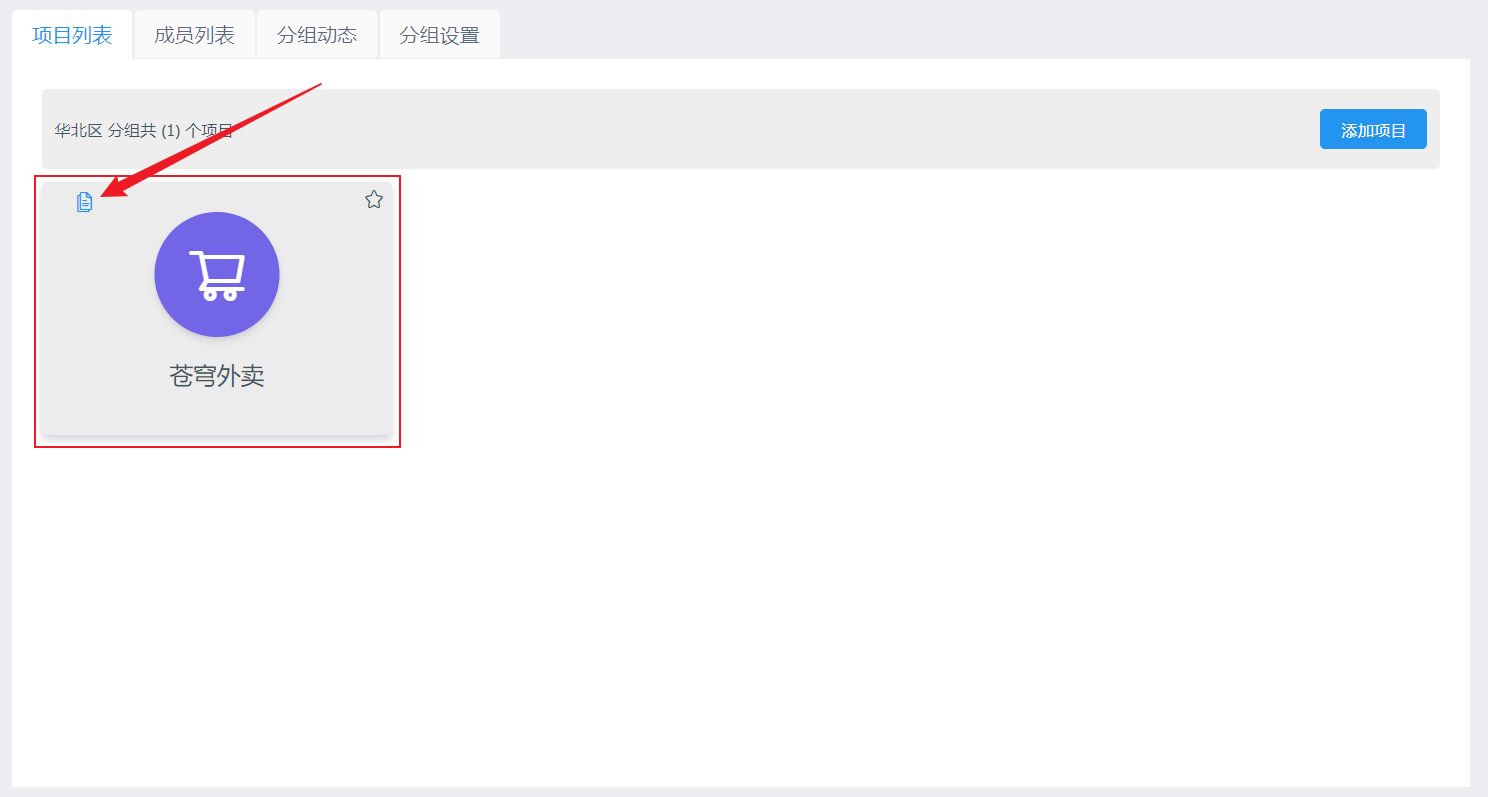 项目列表 成员列表 分组动态 分组设置
华北区 分组共 (1) 个项目 添加项目
苍穹外卖